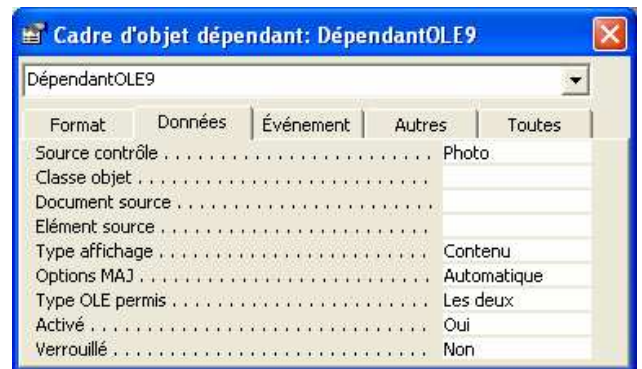 Cadre d'objet dépendant: DépendantOLE9
DépendantOLE9
Format Données Événement Autres Toutes
Source contrôle . . . . . . . . . . . . . . . . . . . . . . . . . Photo
Classe objet . . . . . . . . . . . . . . . . . . . . . . . . . . .
Document source . . . . . . . . . . . . . . . . . . . . . . . .
Elément source . . . . . . . . . . . . . . . . . . . . . . . . .
Type affichage . . . . . . . . . . . . . . . . . . . . . . . . . Contenu
Options MAJ . . . . . . . . . . . . . . . . . . . . . . . . . . . Automatique
Type OLE permis . . . . . . . . . . . . . . . . . . . . . . . . Les deux
Activé . . . . . . . . . . . . . . . . . . . . . . . . . . . . . . . Oui
Verrouillé . . . . . . . . . . . . . . . . . . . . . . . . . . . . . Non